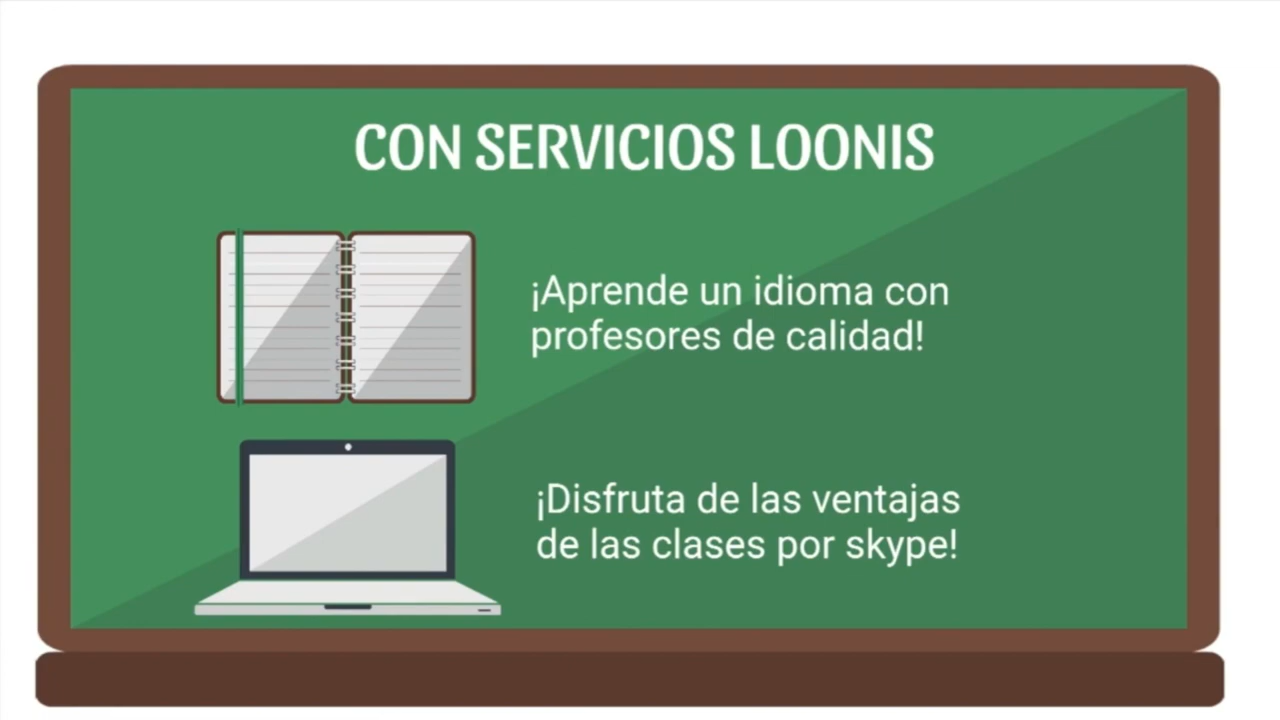 CON SERVICIOS LOONIS
¡Aprende un idioma con
profesores de calidad!
¡Disfruta de las ventajas
de las clases por skype!